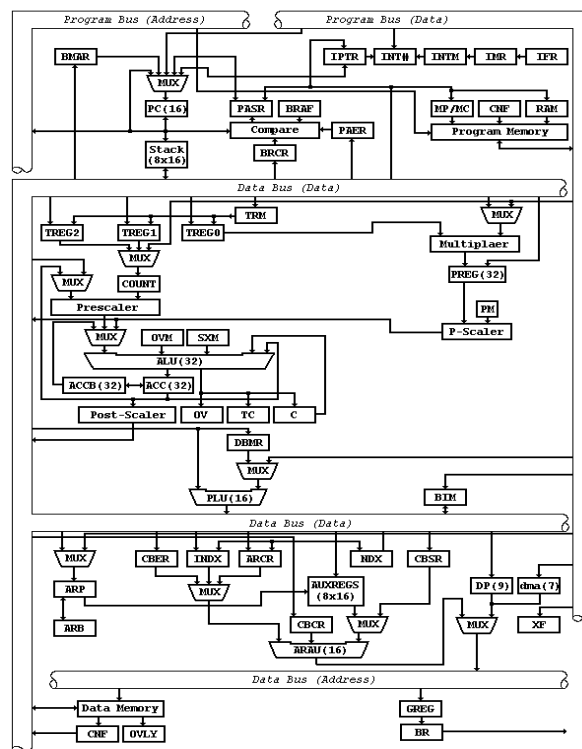 Program Bus (Address) Program Bus (Data)
BMAR IPTR INT# INTM IMR IFR
MUX
PC(16) PASR BRAF MP/MC CNF RAM
Compare PAER Program Memory
Stack
(8x16) BRCR
Data Bus (Data)
TRM MUX
TREG2 TREG1 TREG0
MUX Multiplaer
MUX COUNT PREG(32)
Prescaler PM
MUX OVM SXM P-Scaler
ALU(32)
ACCB(32) ACC(32)
Post-Scaler OV TC C
DBMR
MUX
PLU(16) BIM
Data Bus (Data)
MUX CBER INDX ARCR NDX CBSR
ARP MUX AUXREGS
(8x16) DP(9) dma(7)
ARB CBCR MUX MUX XF
ARAU(16)
Data Bus (Address)
Data Memory GREG
CNF OVLY BR